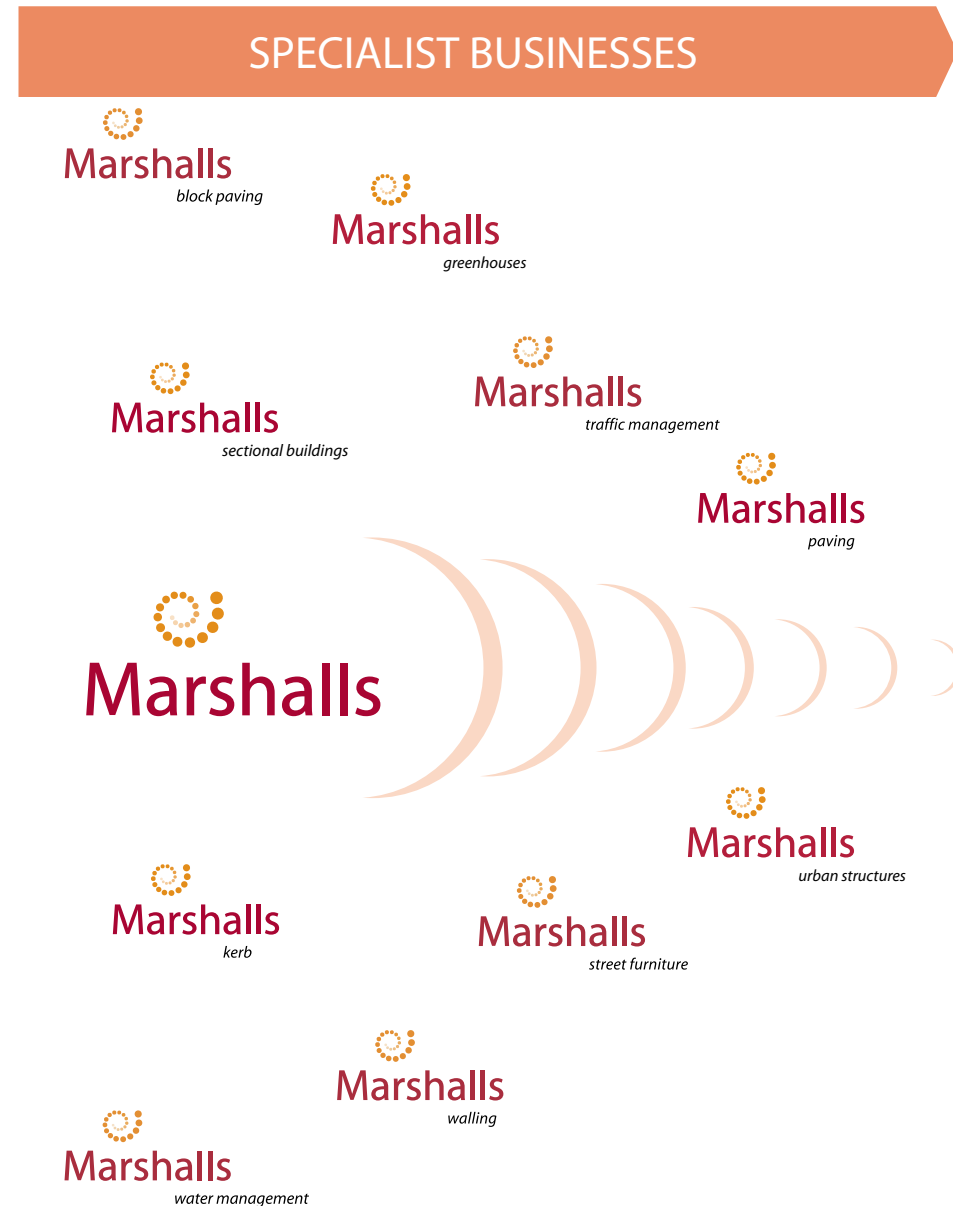 SPECIALIST BUSINESSES
Marshalls
block paving
Marshalls
greenhouses
Marshalls
traffic management
Marshalls
sectional buildings
Marshalls
paving
Marshalls
Marshalls
urban structures
Marshalls
kerb
Marshalls
street furniture
Marshalls
walling
Marshalls
water management